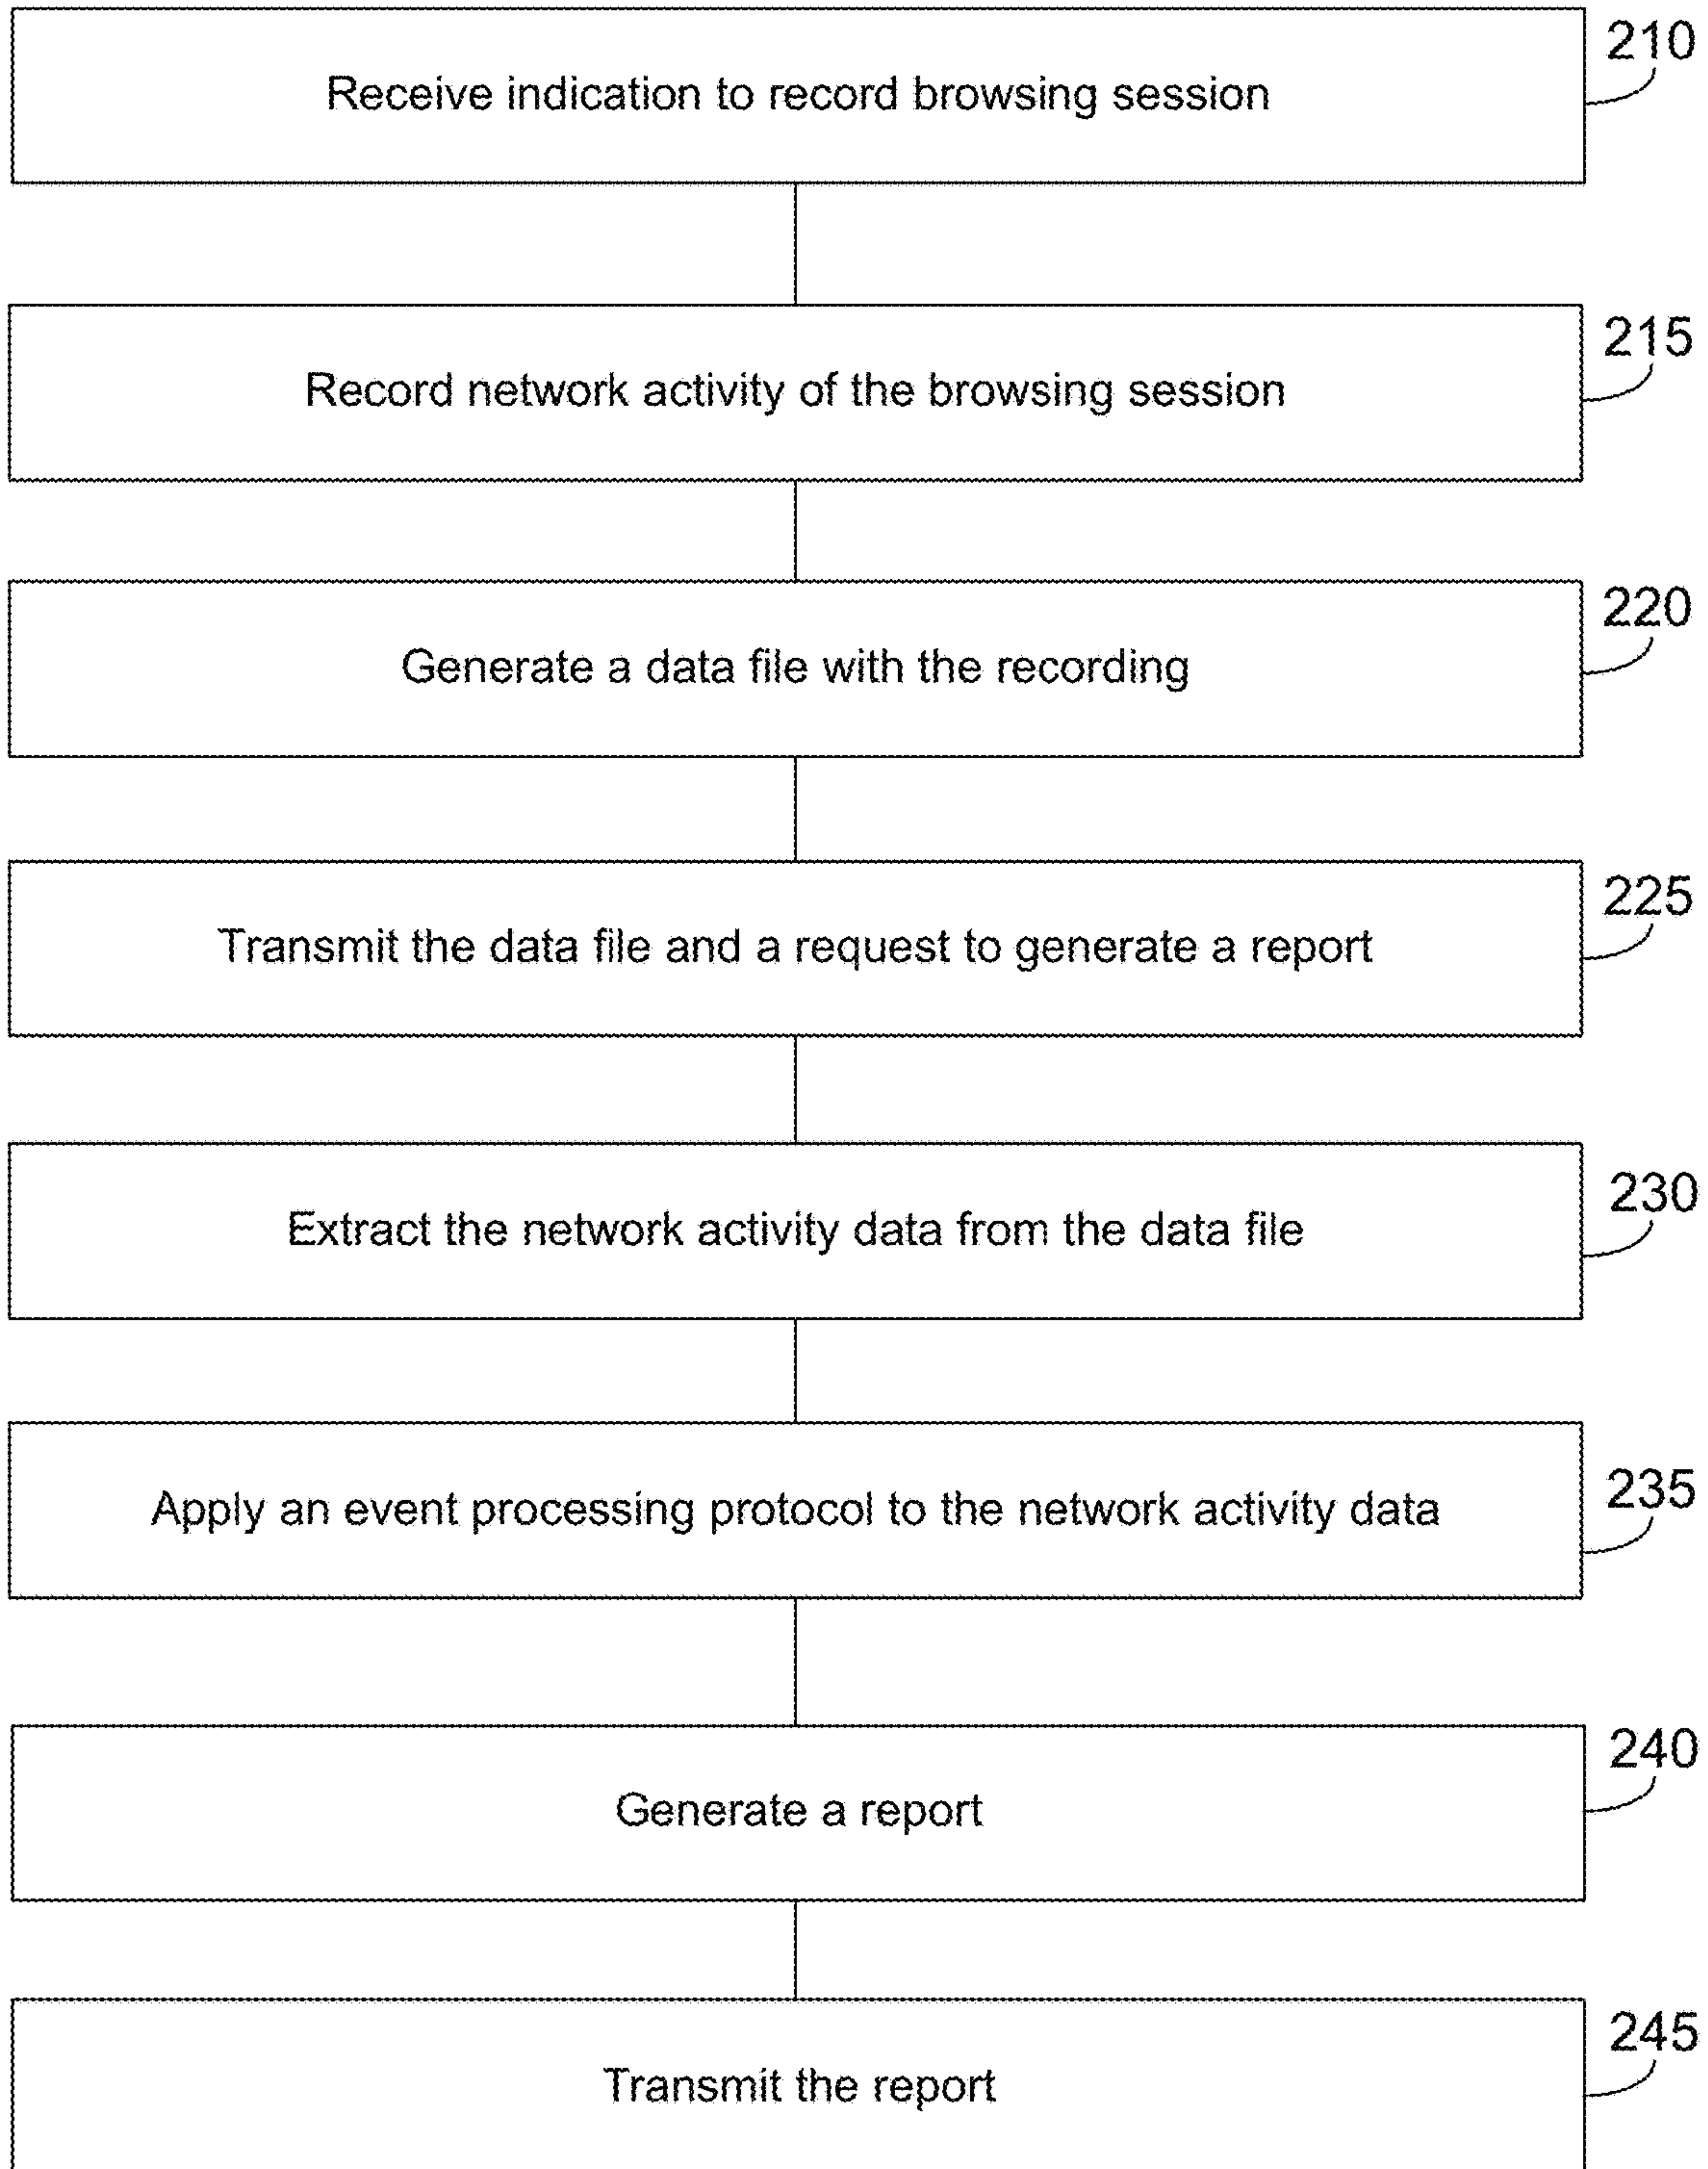 210
Receive indication to record browsing session
215
Record network activity of the browsing session
220
Generate a data file with the recording
225
Transmit the data file and a request to generate a report
230
Extract the network activity data from the data file
235
Apply an event processing protocol to the network activity data
240
Generate a report
245
Transmit the report